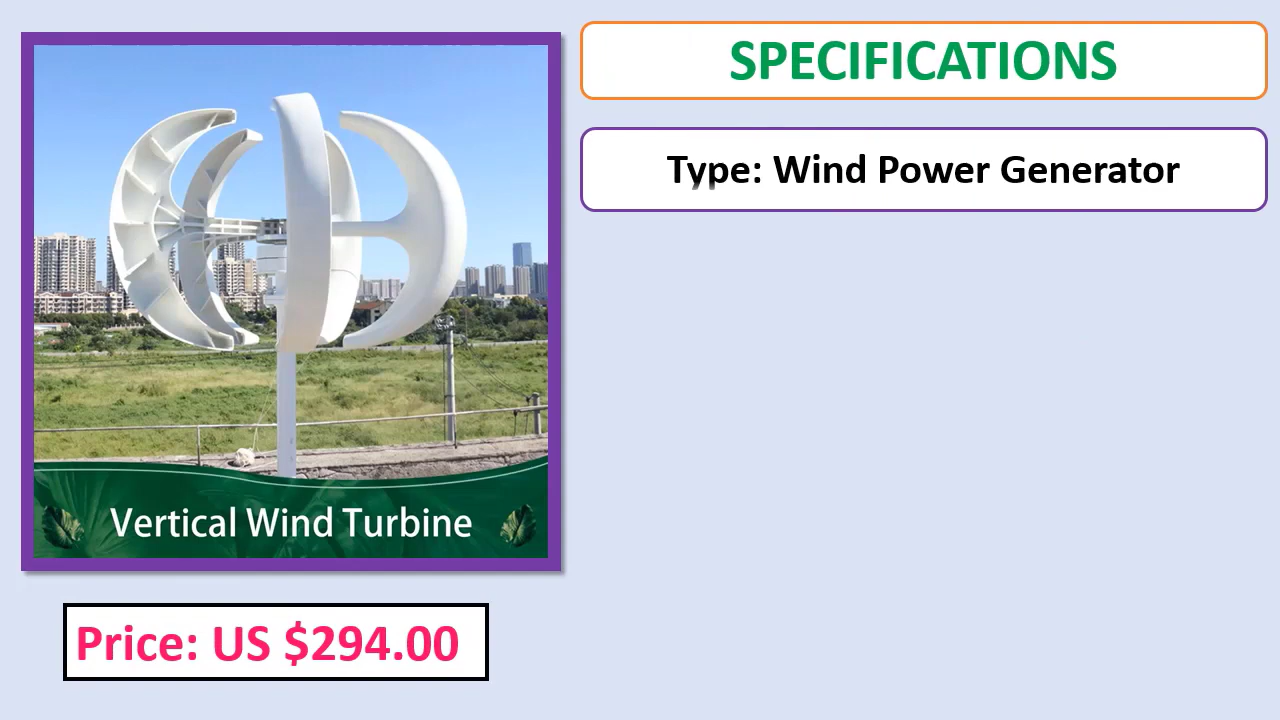 SPECIFICATIONS
Type: Wind Power Generator
Vertical Wind Turbine
Price: US $294.00